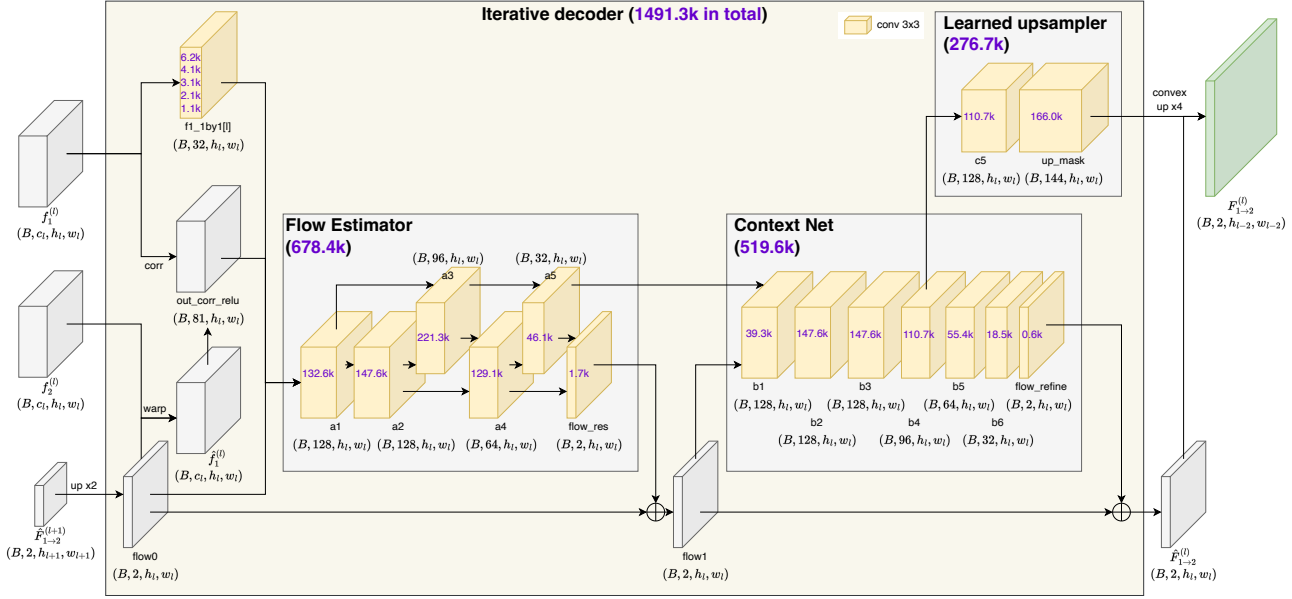 Iterative decoder (1491.3k in total)
conv 3x3
Learned upsampler
(276.7k)
6.2k
4.1k
3.1k
2.1k
1.1k
f1_1by1[l]
(B, 32, h_l, w_l)
110.7k
166.0k
c5
up_mask
(B, 128, h_l, w_l)
(B, 144, h_l, w_l)
convex
up x4
F_{1→2}^{(l)}
(B, 2, h_{l-2}, w_{l-2})
f_1^{(l)}
(B, c_l, h_l, w_l)
corr
out_corr_relu
(B, 81, h_l, w_l)
f_2^{(l)}
(B, c_l, h_l, w_l)
warp
f̂_1^{(l)}
(B, c_l, h_l, w_l)
up x2
F̂_{1→2}^{(l+1)}
(B, 2, h_{l+1}, w_{l+1})
flow0
(B, 2, h_l, w_l)
Flow Estimator
(678.4k)
(B, 96, h_l, w_l)
(B, 32, h_l, w_l)
a3
a5
132.6k
147.6k
221.3k
129.1k
46.1k
1.7k
a1
a2
a4
flow_res
(B, 128, h_l, w_l)
(B, 128, h_l, w_l)
(B, 64, h_l, w_l)
(B, 2, h_l, w_l)
flow1
(B, 2, h_l, w_l)
Context Net
(519.6k)
39.3k
147.6k
147.6k
110.7k
55.4k
18.5k
0.6k
b1
b3
b5
flow_refine
(B, 128, h_l, w_l)
(B, 128, h_l, w_l)
(B, 64, h_l, w_l)
(B, 2, h_l, w_l)
b2
b4
b6
(B, 128, h_l, w_l)
(B, 96, h_l, w_l)
(B, 32, h_l, w_l)
F̂_{1→2}^{(l)}
(B, 2, h_l, w_l)